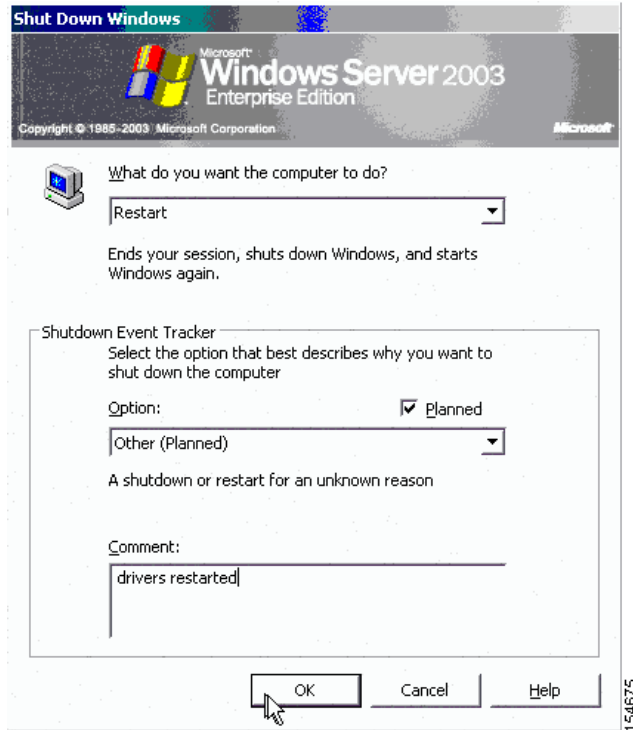 Shut Down Windows
Microsoft
Windows Server 2003
Enterprise Edition
Copyright © 1985-2003 Microsoft Corporation
Microsoft
What do you want the computer to do?
Restart
Ends your session, shuts down Windows, and starts
Windows again.
Shutdown Event Tracker
Select the option that best describes why you want to
shut down the computer
Option:
Planned
Other (Planned)
A shutdown or restart for an unknown reason
Comment:
drivers restarted
OK
Cancel
Help
154675